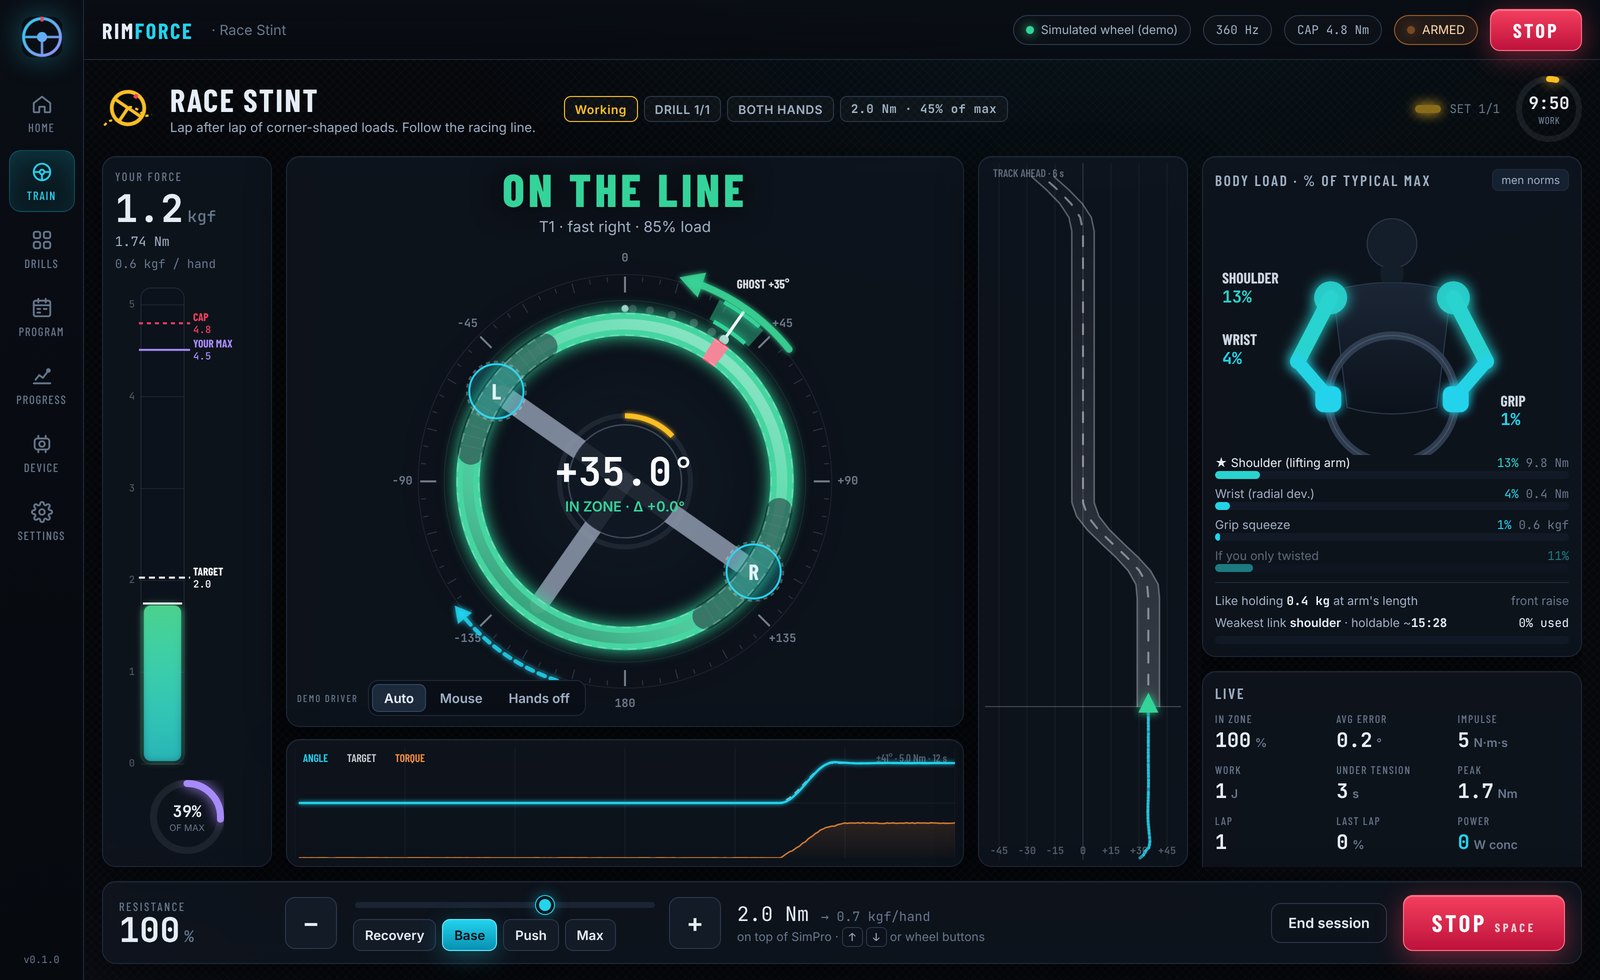 RIMFORCE · Race Stint
Simulated wheel (demo)
360 Hz
CAP 4.8 Nm
ARMED
STOP
HOME
TRAIN
DRILLS
PROGRAM
PROGRESS
DEVICE
SETTINGS
v0.1.0
RACE STINT
Lap after lap of corner-shaped loads. Follow the racing line.
Working
DRILL 1/1
BOTH HANDS
2.0 Nm · 45% of max
SET 1/1
9:50
WORK
YOUR FORCE
1.2 kgf
1.74 Nm
0.6 kgf / hand
5
CAP
4.8
YOUR MAX
4.5
4
3
TARGET
2.0
2
1
0
39%
OF MAX
ON THE LINE
T1 · fast right · 85% load
0
GHOST +35°
-45
+45
L
-90
+90
+35.0°
IN ZONE · Δ +0.0°
R
-135
+135
180
DEMO DRIVER
Auto
Mouse
Hands off
ANGLE
TARGET
TORQUE
+41° · 5.0 Nm · 12 s
TRACK AHEAD · 6 s
-45
-30
-15
0
+15
+30
+45
BODY LOAD · % OF TYPICAL MAX
men norms
SHOULDER
13%
WRIST
4%
GRIP
1%
★ Shoulder (lifting arm) 13% 9.8 Nm
Wrist (radial dev.) 4% 0.4 Nm
Grip squeeze 1% 0.6 kgf
If you only twisted 11%
Like holding 0.4 kg at arm's length front raise
Weakest link shoulder · holdable ~15:28 0% used
LIVE
IN ZONE
100 %
AVG ERROR
0.2 °
IMPULSE
5 N·m·s
WORK
1 J
UNDER TENSION
3 s
PEAK
1.7 Nm
LAP
1
LAST LAP
0 %
POWER
0 W conc
RESISTANCE
100 %
−
Recovery
Base
Push
Max
+
2.0 Nm → 0.7 kgf/hand
on top of SimPro · ↑ ↓ or wheel buttons
End session
STOP SPACE